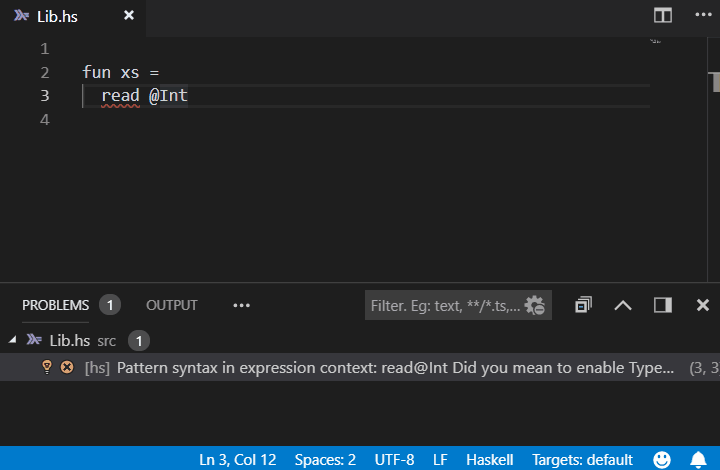 Lib.hs
1
2 fun xs =
3 read @Int
4
PROBLEMS 1 OUTPUT ••• Filter. Eg: text, **/*.ts,...
Lib.hs src 1
[hs] Pattern syntax in expression context: read@Int Did you mean to enable Type... (3, 3
Ln 3, Col 12 Spaces: 2 UTF-8 LF Haskell Targets: default